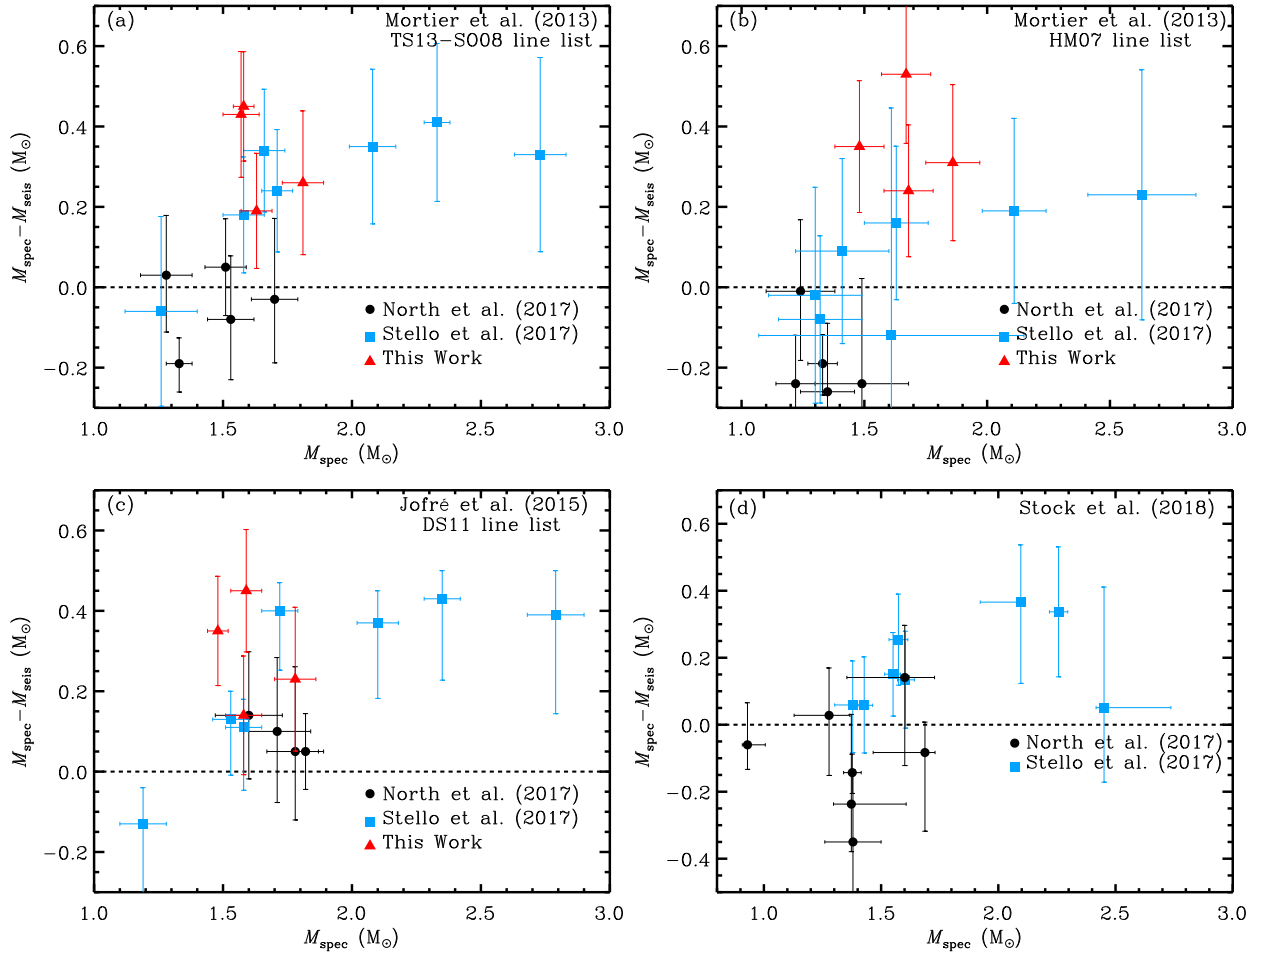 (a)
Mortier et al. (2013)
TS13−SO08 line list
0.6
0.4
0.2
0.0
−0.2
M_spec−M_seis (M⊙)
North et al. (2017)
Stello et al. (2017)
This Work
1.0 1.5 2.0 2.5 3.0
M_spec (M⊙)
(b)
Mortier et al. (2013)
HM07 line list
0.6
0.4
0.2
0.0
−0.2
M_spec−M_seis (M⊙)
North et al. (2017)
Stello et al. (2017)
This Work
1.0 1.5 2.0 2.5 3.0
M_spec (M⊙)
(c)
Jofré et al. (2015)
DS11 line list
0.6
0.4
0.2
0.0
−0.2
M_spec−M_seis (M⊙)
North et al. (2017)
Stello et al. (2017)
This Work
1.0 1.5 2.0 2.5 3.0
M_spec (M⊙)
(d)
Stock et al. (2018)
0.6
0.4
0.2
0.0
−0.2
−0.4
M_spec−M_seis (M⊙)
North et al. (2017)
Stello et al. (2017)
1.0 1.5 2.0 2.5 3.0
M_spec (M⊙)